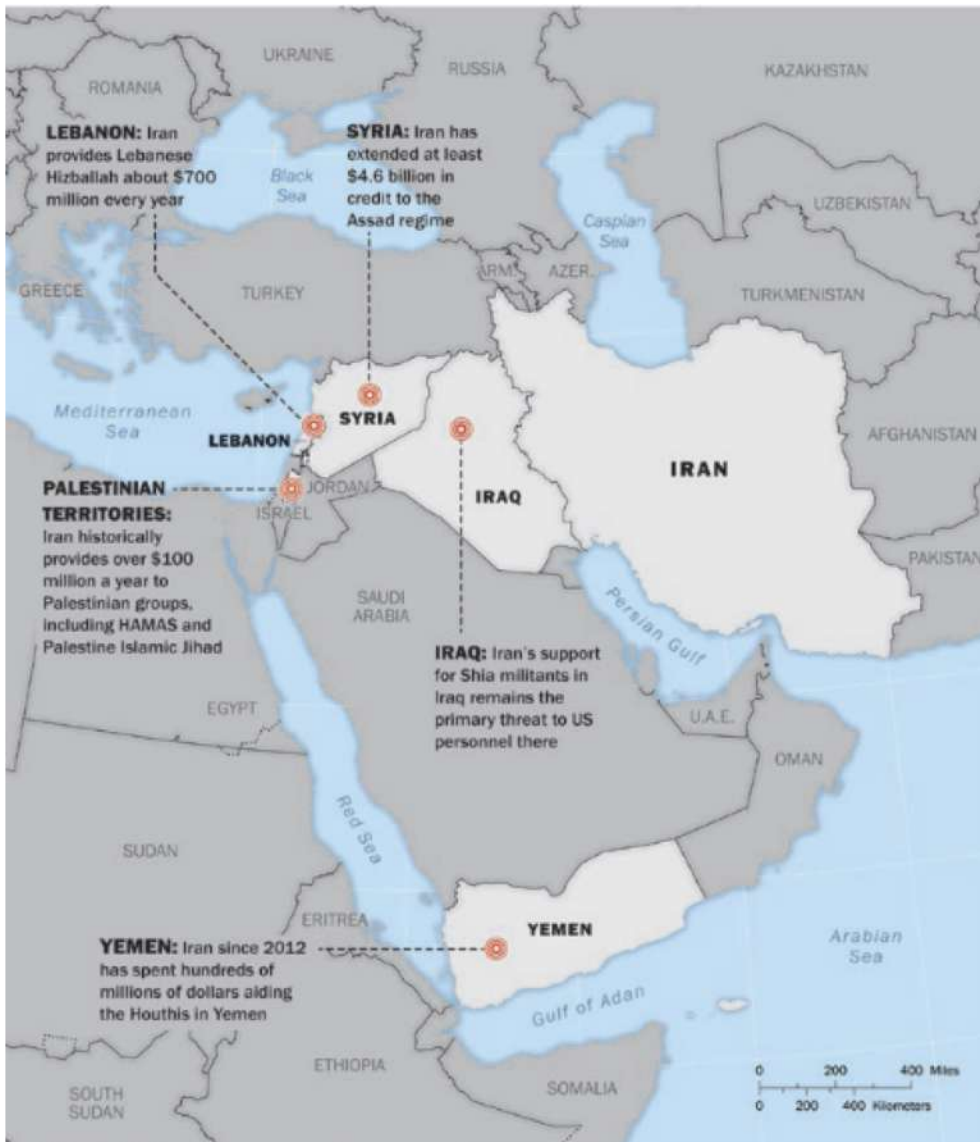 UKRAINE
RUSSIA
KAZAKHSTAN
ROMANIA
LEBANON: Iran
provides Lebanese
Hizballah about $700
million every year
SYRIA: Iran has
extended at least
$4.6 billion in
credit to the
Assad regime
Black
Sea
Caspian
Sea
UZBEKISTAN
GREECE
TURKEY
ARM.
AZER.
TURKMENISTAN
Mediterranean
Sea
SYRIA
LEBANON
AFGHANISTAN
IRAN
IRAQ
JORDAN
ISRAEL
PALESTINIAN
TERRITORIES:
Iran historically
provides over $100
million a year to
Palestinian groups,
including HAMAS and
Palestine Islamic Jihad
PAKISTAN
SAUDI
ARABIA
Persian Gulf
IRAQ: Iran's support
for Shia militants in
Iraq remains the
primary threat to US
personnel there
EGYPT
U.A.E.
OMAN
Red Sea
SUDAN
ERITREA
YEMEN: Iran since 2012
has spent hundreds of
millions of dollars aiding
the Houthis in Yemen
YEMEN
Arabian
Sea
Gulf of Adan
ETHIOPIA
SOMALIA
SOUTH
SUDAN
0 200 400 Miles
0 200 400 Kilometers